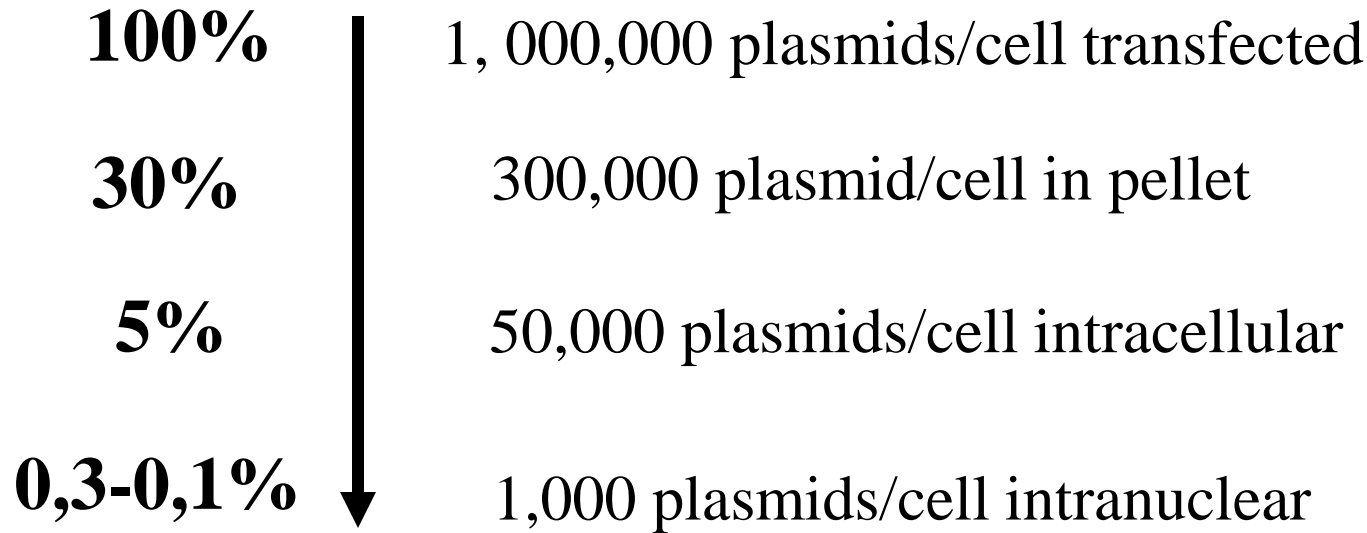 100% 1, 000,000 plasmids/cell transfected
30% 300,000 plasmid/cell in pellet
5% 50,000 plasmids/cell intracellular
0,3-0,1% 1,000 plasmids/cell intranuclear